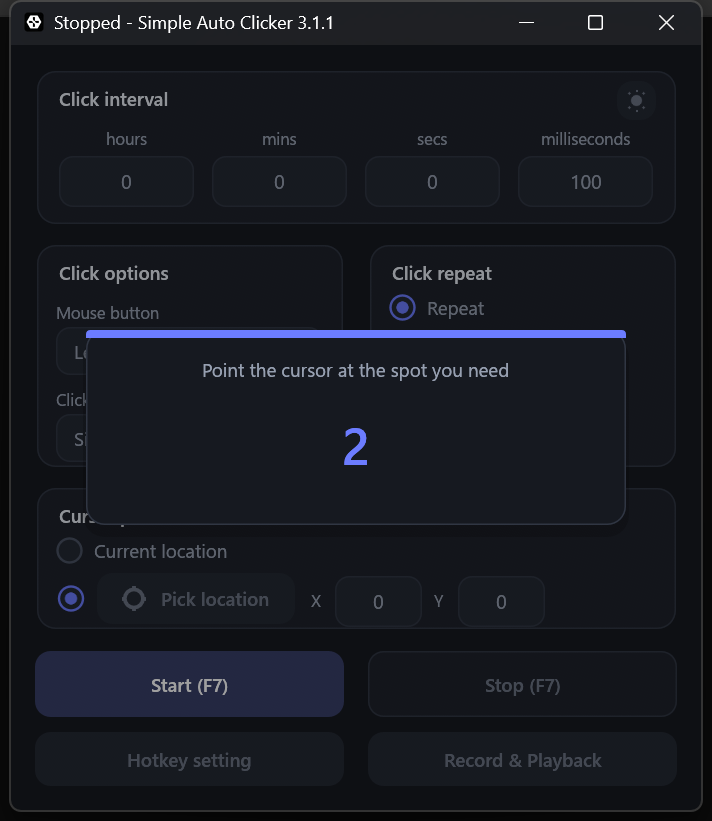 Stopped - Simple Auto Clicker 3.1.1
Click interval
hours mins secs milliseconds
0 0 0 100
Click options
Click repeat
Mouse button
Repeat
Point the cursor at the spot you need
2
Current location
Pick location X 0 Y 0
Start (F7) Stop (F7)
Hotkey setting Record & Playback